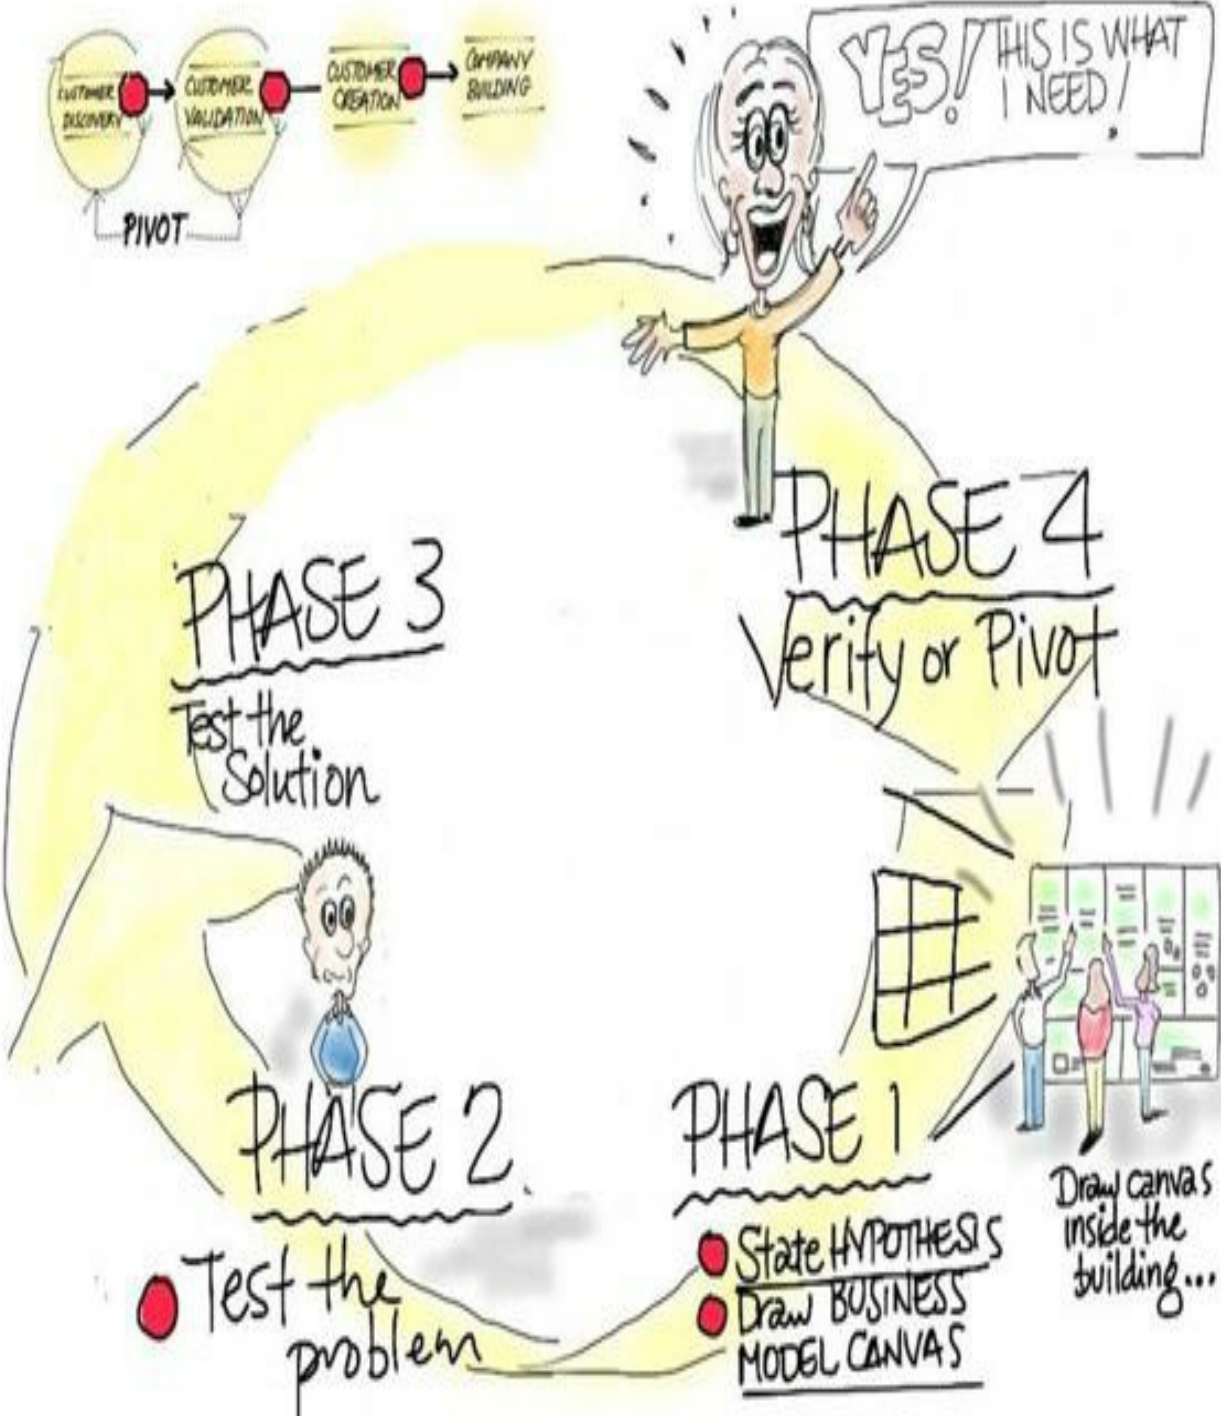 CUSTOMER
DISCOVERY
CUSTOMER
VALIDATION
CUSTOMER
CREATION
COMPANY
BUILDING
PIVOT
YES! THIS IS WHAT
I NEED!
PHASE 4
Verify or Pivot
PHASE 3
Test the
Solution
PHASE 2
Test the
problem
PHASE 1
State HYPOTHESIS
Draw BUSINESS
MODEL CANVAS
Draw canvas
inside the
building...